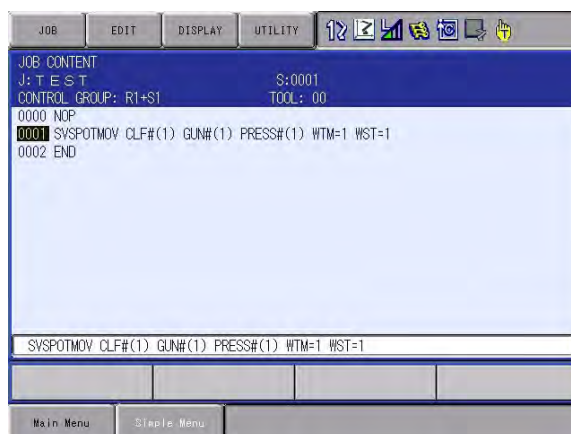 JOB EDIT DISPLAY UTILITY
JOB CONTENT
J:TEST S:0001
CONTROL GROUP: R1+S1 TOOL: 00
0000 NOP
0001 SVSPOTMOV CLF#(1) GUN#(1) PRESS#(1) WTM=1 WST=1
0002 END
SVSPOTMOV CLF#(1) GUN#(1) PRESS#(1) WTM=1 WST=1
Main Menu Simple Menu